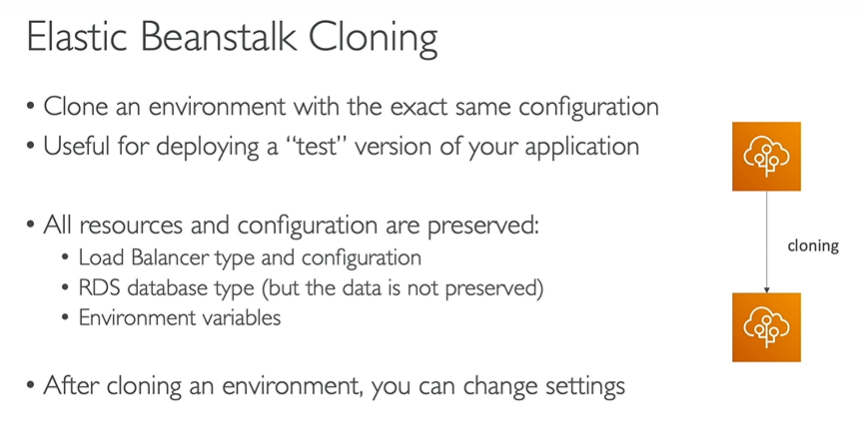 Elastic Beanstalk Cloning
• Clone an environment with the exact same configuration
• Useful for deploying a “test” version of your application
• All resources and configuration are preserved:
• Load Balancer type and configuration
• RDS database type (but the data is not preserved)
• Environment variables
• After cloning an environment, you can change settings
cloning